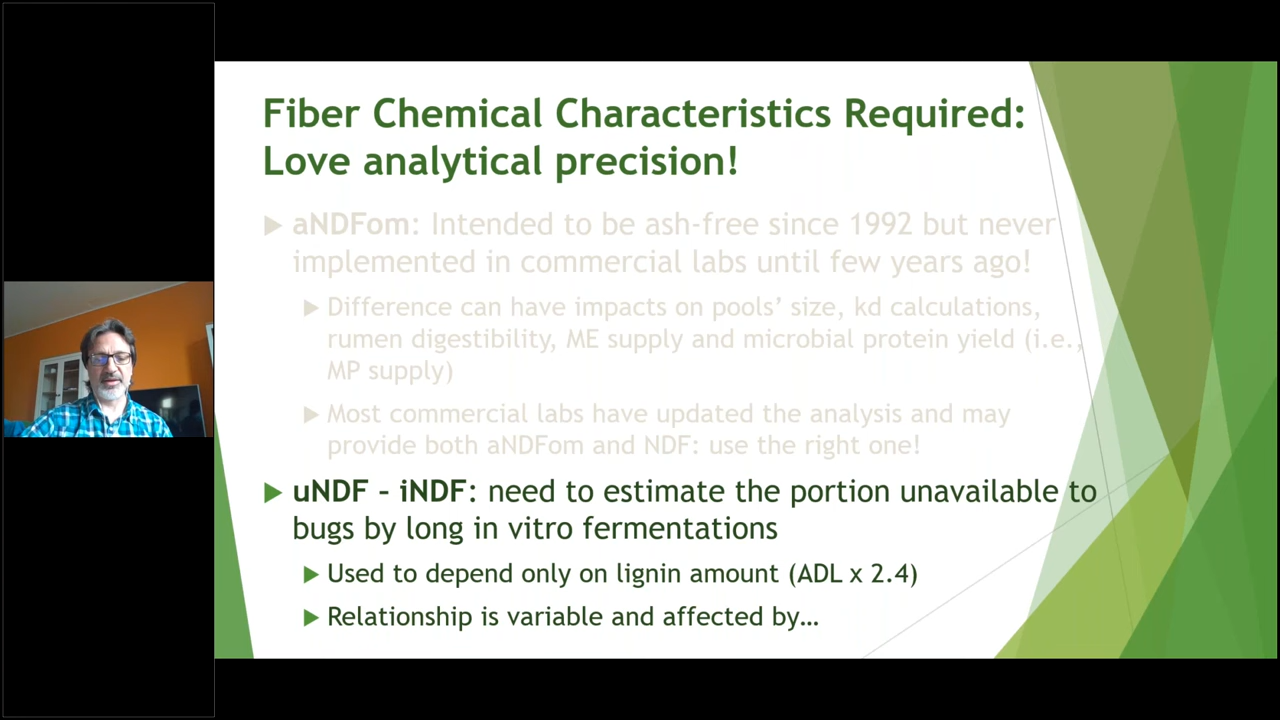 Fiber Chemical Characteristics Required:
Love analytical precision!
aNDFom: Intended to be ash-free since 1992 but never
implemented in commercial labs until few years ago!
Difference can have impacts on pools’ size, kd calculations,
rumen digestibility, ME supply and microbial protein yield (i.e.,
MP supply)
Most commercial labs have updated the analysis and may
provide both aNDFom and NDF: use the right one!
uNDF – iNDF: need to estimate the portion unavailable to
bugs by long in vitro fermentations
Used to depend only on lignin amount (ADL x 2.4)
Relationship is variable and affected by…